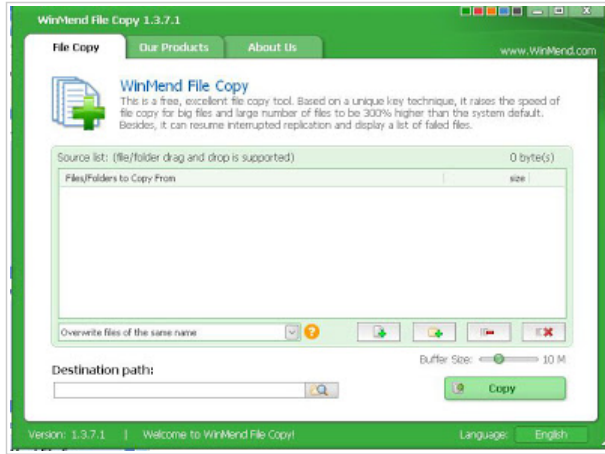 WinMend File Copy 1.3.7.1
File Copy
Our Products
About Us
www.WinMend.com
WinMend File Copy
This is a free, excellent file copy tool. Based on a unique key technique, it raises the speed of
file copy for big files and large number of files to be 300% higher than the system default.
Besides, it can resume interrupted replication and display a list of failed files.
Source list: (file/folder drag and drop is supported)
0 byte(s)
Files/Folders to Copy From
size
Overwrite files of the same name
Buffer Size:
10 M
Destination path:
Copy
Version: 1.3.7.1 | Welcome to WinMend File Copy!
Language: English